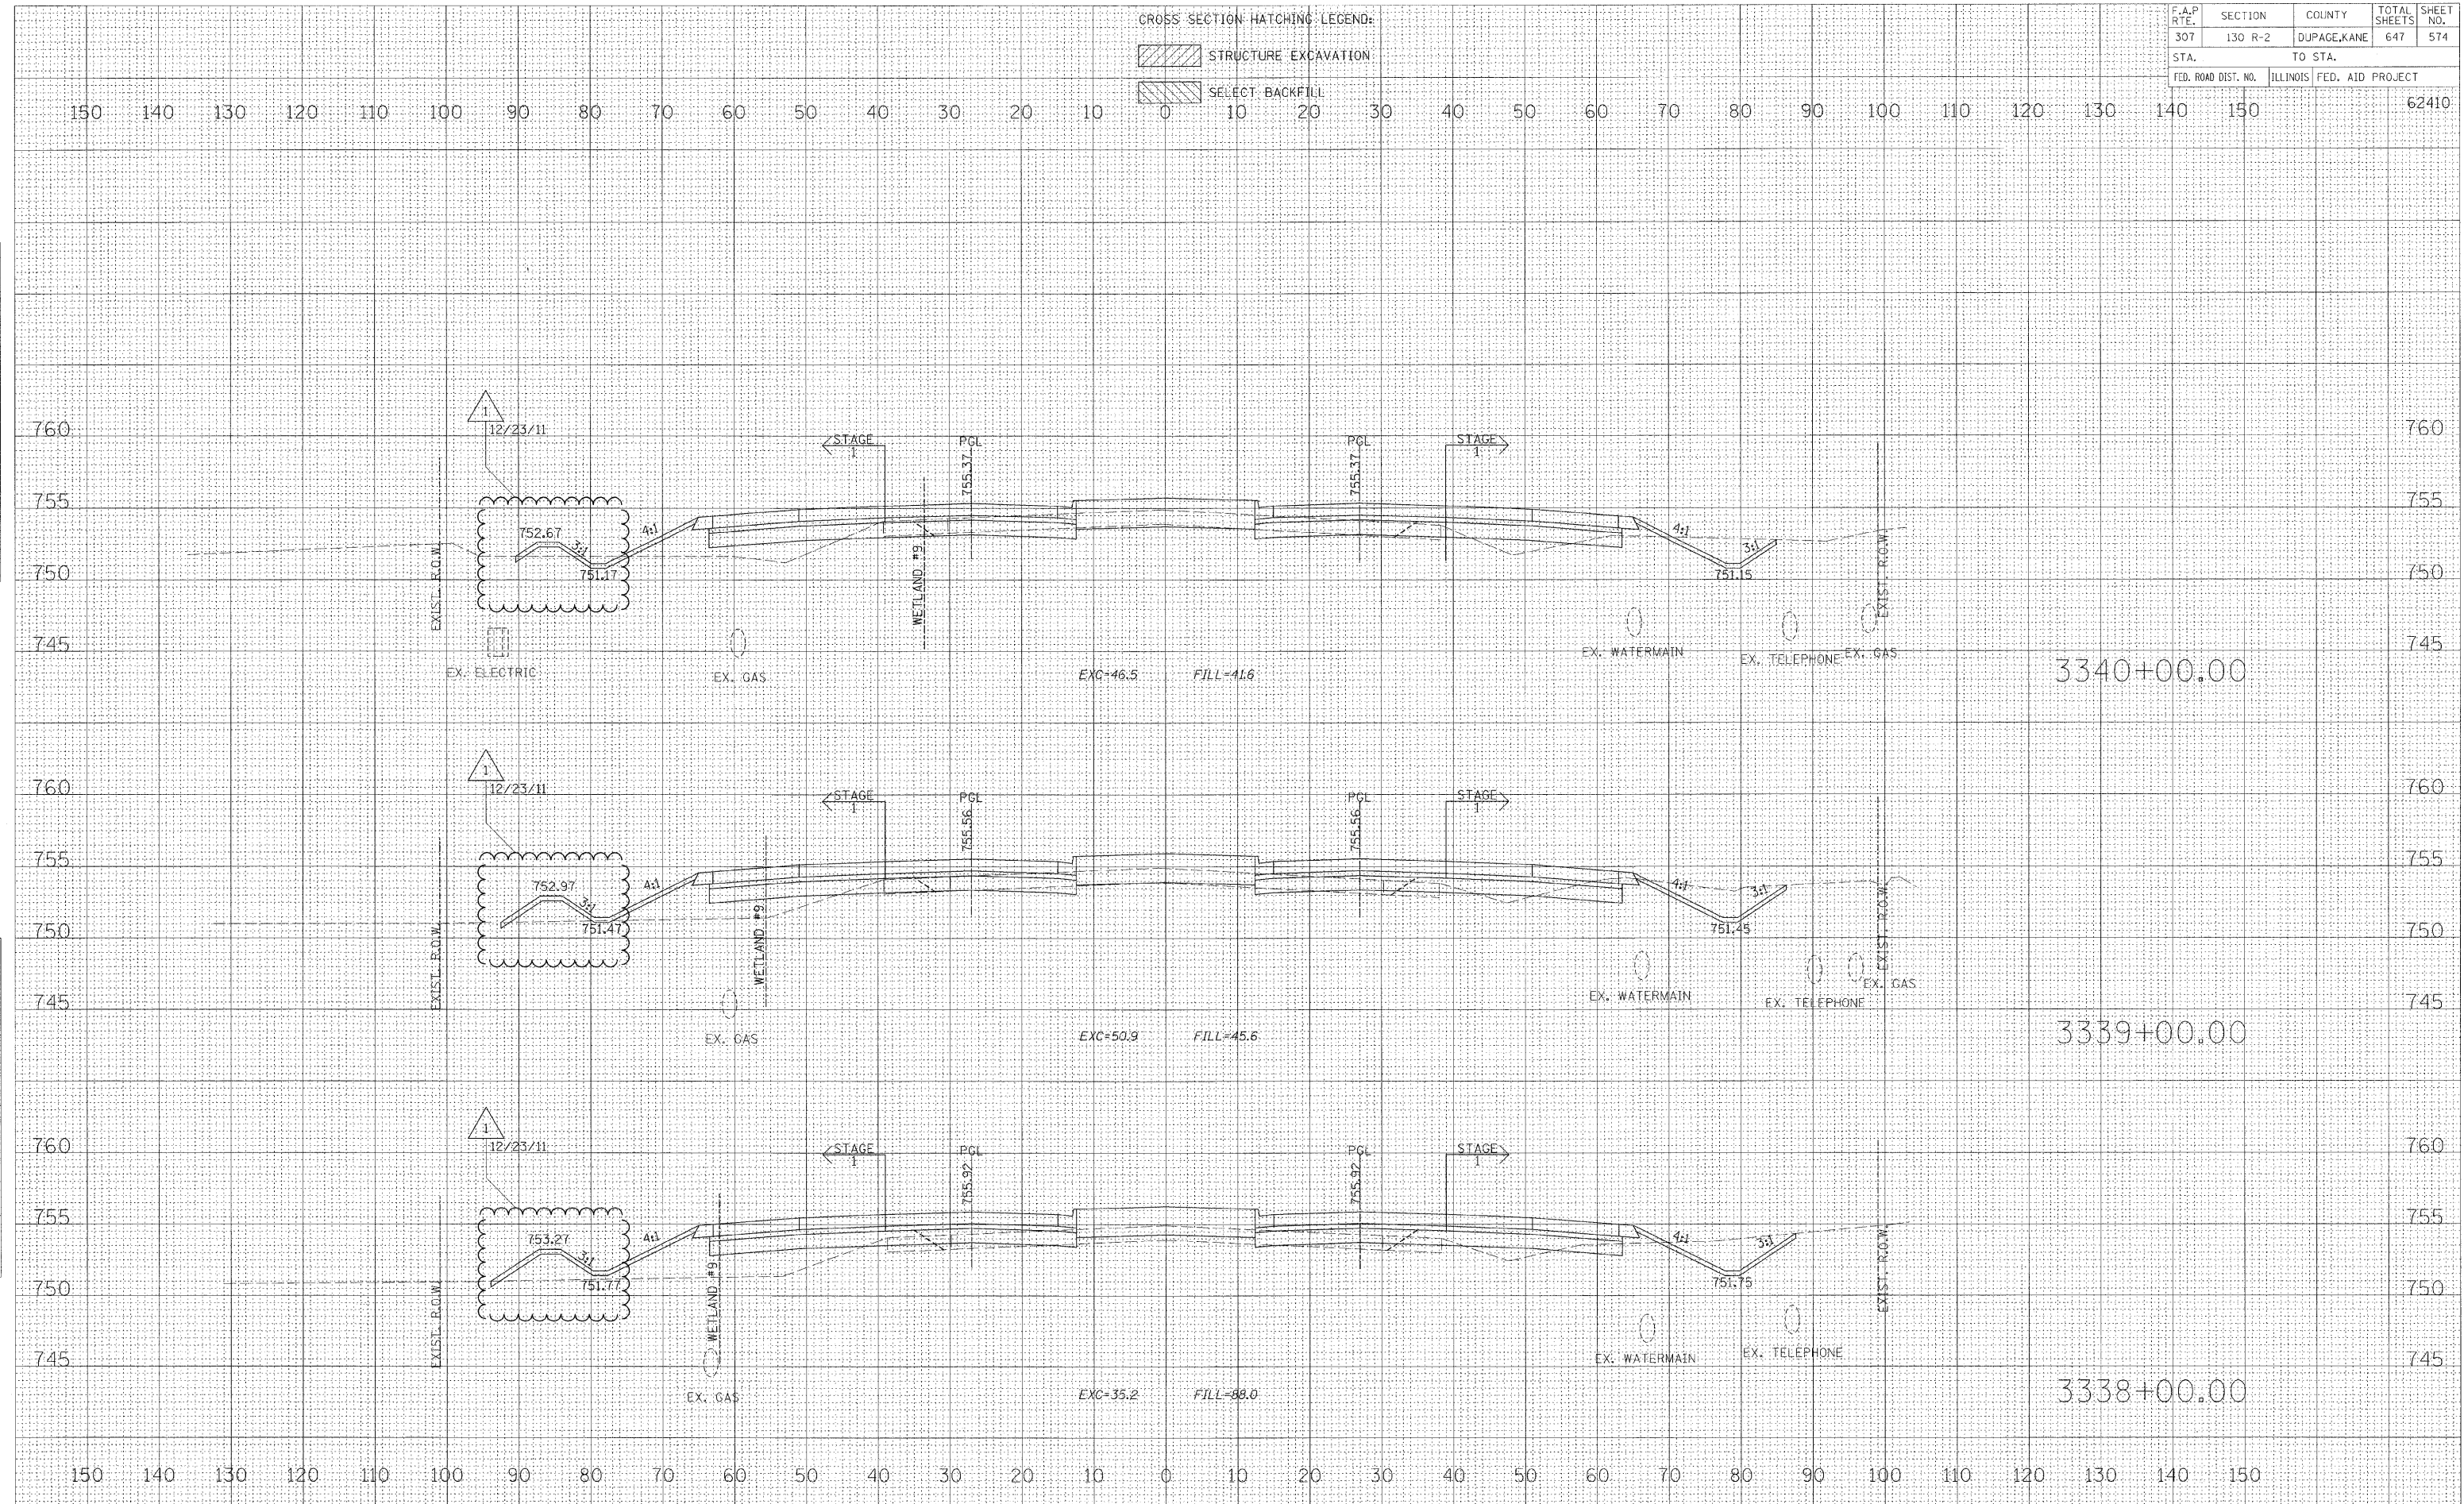 CROSS SECTION HATCHING LEGEND:
STRUCTURE EXCAVATION
SELECT BACKFILL
F.A.P. RTE. SECTION COUNTY TOTAL SHEETS SHEET NO.
307 130 R-2 DUPAGE,KANE 647 574
STA. TO STA.
FED. ROAD DIST. NO. ILLINOIS FED. AID PROJECT
62410
150 140 130 120 110 100 90 80 70 60 50 40 30 20 10 0 10 20 30 40 50 60 70 80 90 100 110 120 130 140 150
1
12/23/11
760 STAGE 1 PGL PGL STAGE 1 760
755.37 755.37
755 755
752.67 3:1 4:1 4:1 3:1
751.17 751.15
750 EXIST. R.O.W. WETLAND #9 EXIST. R.O.W. 750
745 745
EX. ELECTRIC EX. GAS EX. WATERMAIN EX. TELEPHONE EX. GAS
EXC=46.5 FILL=41.6
3340+00.00
1
12/23/11
760 STAGE 1 PGL PGL STAGE 1 760
755.56 755.56
755 755
752.97 3:1 4:1 4:1 3:1
751.47 751.45
750 EXIST. R.O.W. WETLAND #9 EXIST. R.O.W. 750
EX. WATERMAIN EX. TELEPHONE EX. GAS
745 745
EX. GAS
EXC=50.9 FILL=45.6
3339+00.00
1
12/23/11
760 STAGE 1 PGL PGL STAGE 1 760
755.92 755.92
755 755
753.27 3:1 4:1 4:1 3:1
751.77 751.75
750 EXIST. R.O.W. WETLAND #9 EXIST. R.O.W. 750
EX. WATERMAIN EX. TELEPHONE
745 745
EX. GAS
EXC=35.2 FILL=88.0
3338+00.00
150 140 130 120 110 100 90 80 70 60 50 40 30 20 10 0 10 20 30 40 50 60 70 80 90 100 110 120 130 140 150